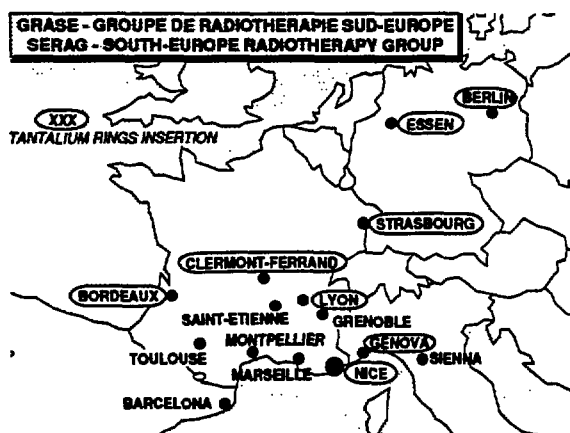 GRASE - GROUPE DE RADIOTHERAPIE SUD-EUROPE
SERAG - SOUTH-EUROPE RADIOTHERAPY GROUP
BERLIN
XXX
ESSEN
TANTALIUM RINGS INSERTION
STRASBOURG
CLERMONT-FERRAND
BORDEAUX
LYON
SAINT-ETIENNE
GRENOBLE
MONTPELLIER
GENOVA
TOULOUSE
SIENNA
MARSEILLE
NICE
BARCELONA